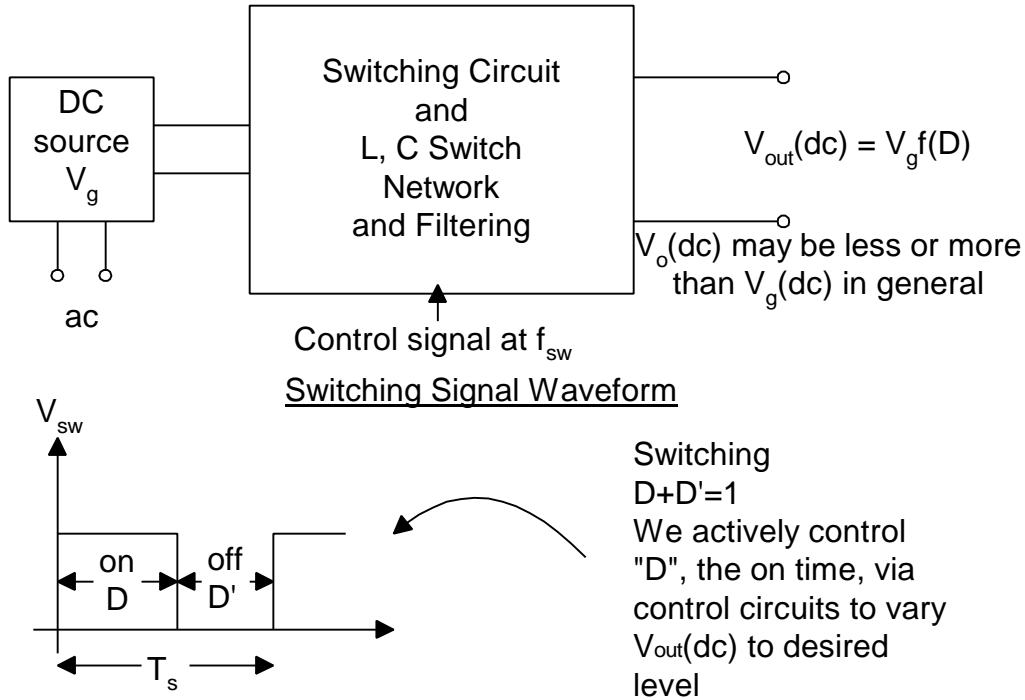 DC
source
V_g
ac
Switching Circuit
and
L, C Switch
Network
and Filtering
V_out(dc) = V_g f(D)
V_o(dc) may be less or more
than V_g(dc) in general
Control signal at f_sw
Switching Signal Waveform
V_sw
on
D
off
D'
T_s
Switching
D+D'=1
We actively control
"D", the on time, via
control circuits to vary
Vout(dc) to desired
level